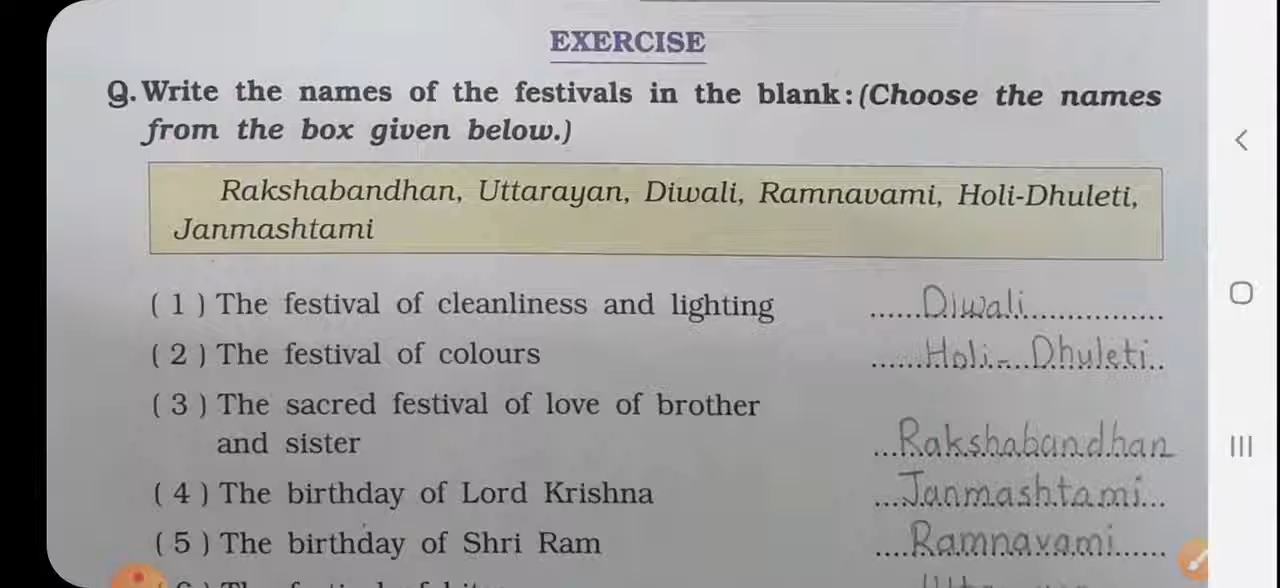 EXERCISE
Q. Write the names of the festivals in the blank: (Choose the names
from the box given below.)
Rakshabandhan, Uttarayan, Diwali, Ramnavami, Holi-Dhuleti,
Janmashtami
( 1 ) The festival of cleanliness and lighting ......Diwali...............
( 2 ) The festival of colours ......Holi-Dhuleti..
( 3 ) The sacred festival of love of brother
and sister ...Rakshabandhan
( 4 ) The birthday of Lord Krishna ...Janmashtami...
( 5 ) The birthday of Shri Ram ....Ramnavami......